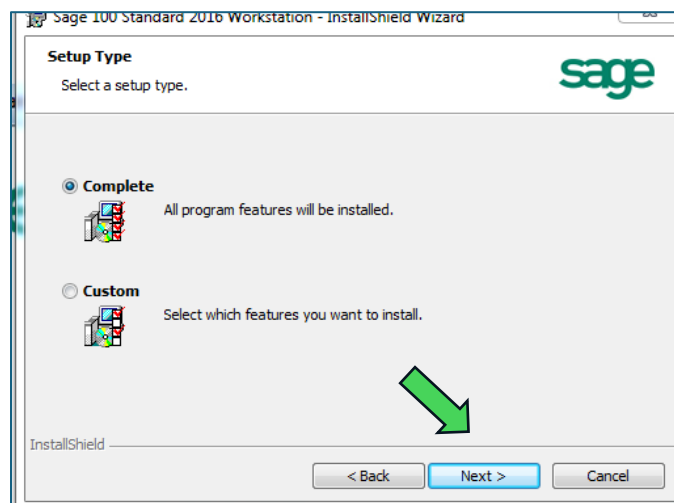 Sage 100 Standard 2016 Workstation - InstallShield Wizard
Setup Type
Select a setup type.
sage
Complete
All program features will be installed.
Custom
Select which features you want to install.
InstallShield
< Back
Next >
Cancel